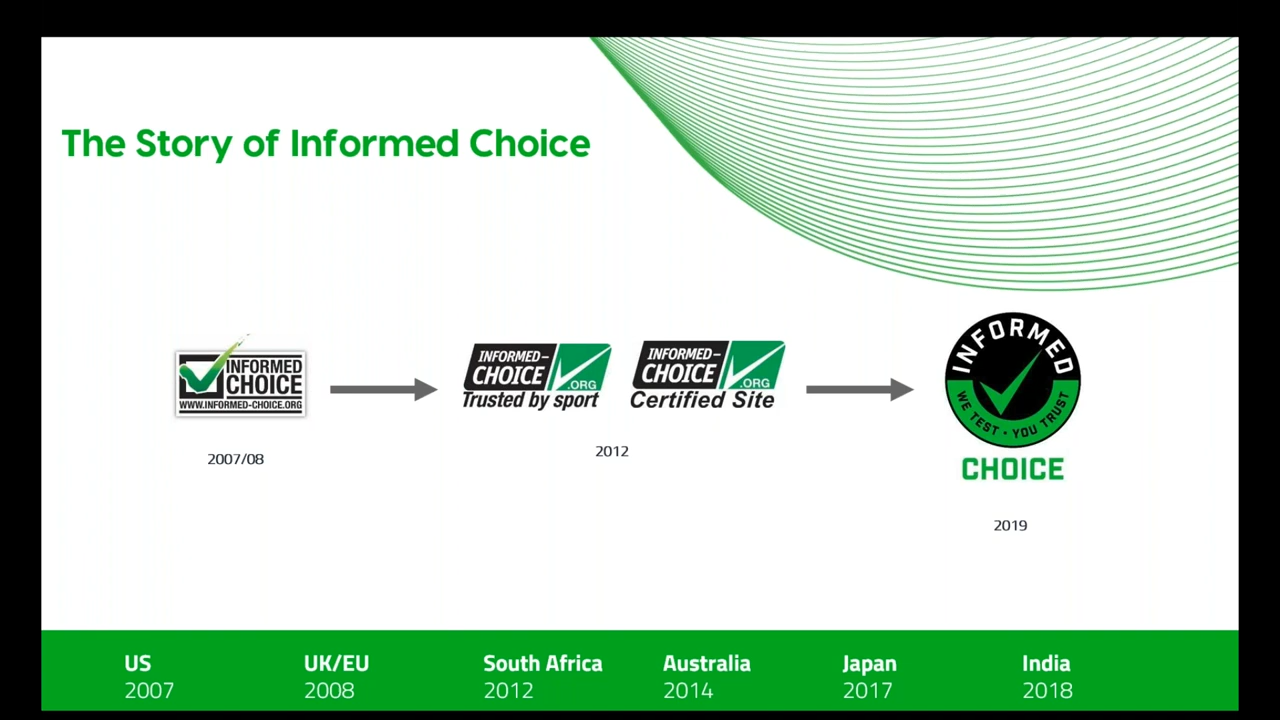 The Story of Informed Choice
INFORMED
CHOICE
WWW.INFORMED-CHOICE.ORG
2007/08
INFORMED-
CHOICE
.ORG
Trusted by sport
INFORMED-
CHOICE
.ORG
Certified Site
2012
INFORMED
WE TEST • YOU TRUST
CHOICE
2019
US
2007
UK/EU
2008
South Africa
2012
Australia
2014
Japan
2017
India
2018